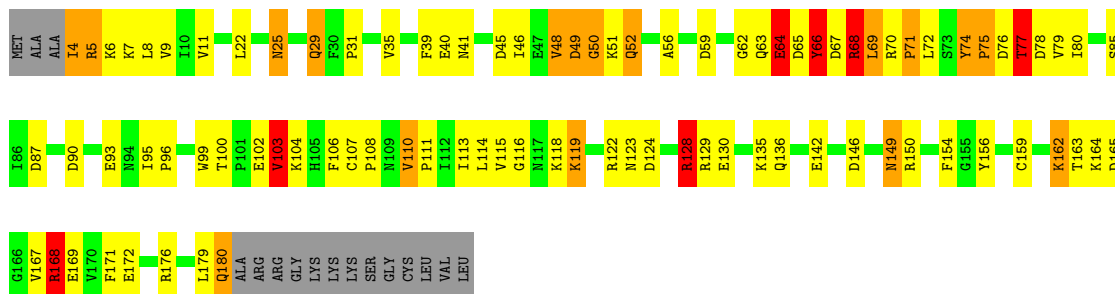 MET ALA ALA I4 R5 K6 K7 L8 V9 I10 V11 L22 N25 Q29 F30 P31 V35 F39 E40 N41 D45 I46 E47 V48 D49 G50 K51 Q52 A56 D59 G62 Q63 E64 D65 Y66 D67 R68 L69 R70 P71 L72 S73 Y74 P75 D76 T77 D78 V79 I80 S85
I86 D87 D90 E93 N94 I95 P96 W99 T100 P101 E102 V103 K104 H105 F106 C107 P108 N109 V110 P111 I112 I113 L114 V115 G116 N117 K118 K119 R122 N123 D124 R128 R129 E130 K135 Q136 E142 D146 N149 R150 F154 G155 Y156 C159 K162 T163 K164 D165
G166 V167 R168 E169 V170 F171 E172 R176 L179 Q180 ALA ARG ARG GLY LYS LYS LYS SER GLY CYS LEU VAL LEU